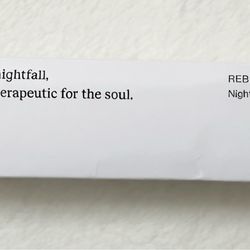 nightfall,
erapeutic for the soul.
REB
Night